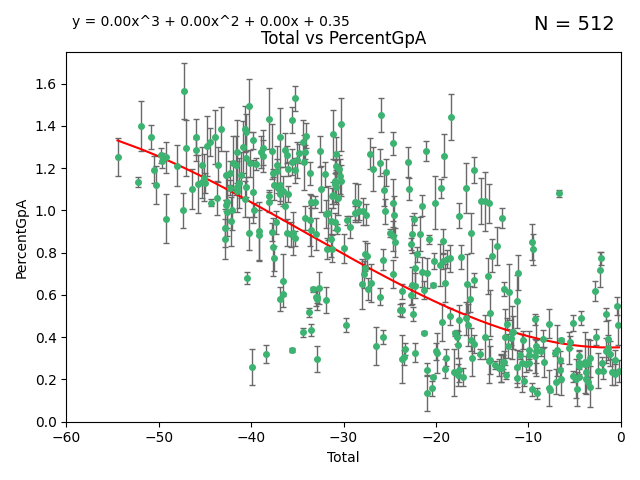 y = 0.00x^3 + 0.00x^2 + 0.00x + 0.35
N = 512
Total vs PercentGpA
PercentGpA
1.6
1.4
1.2
1.0
0.8
0.6
0.4
0.2
0.0
−60 −50 −40 −30 −20 −10 0
Total